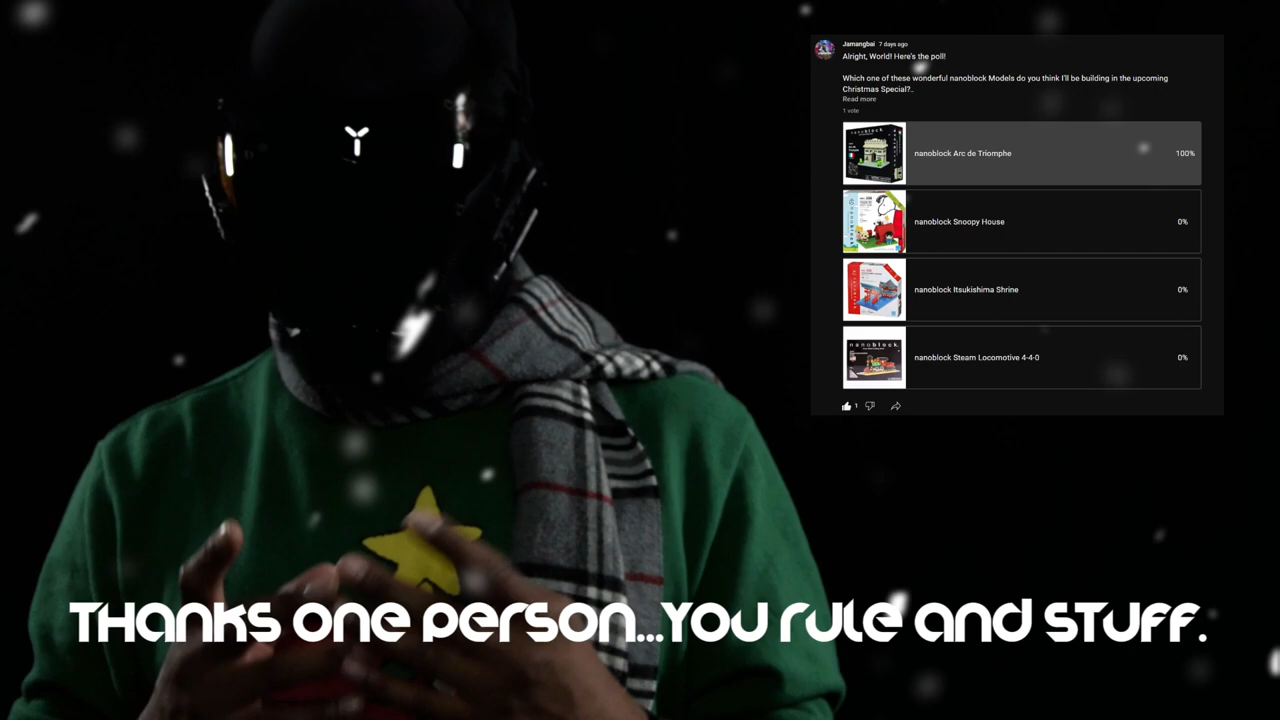 Jamangbai 7 days ago
Alright, World! Here's the poll!
Which one of these wonderful nanoblock Models do you think I'll be building in the upcoming
Christmas Special?..
Read more
1 vote
nanoblock
nanoblock Arc de Triomphe 100%
nanoblock Snoopy House 0%
nanoblock Itsukishima Shrine 0%
nanoblock
nanoblock Steam Locomotive 4-4-0 0%
1
THANKS ONE PERSON...YOU RULE AND STUFF.